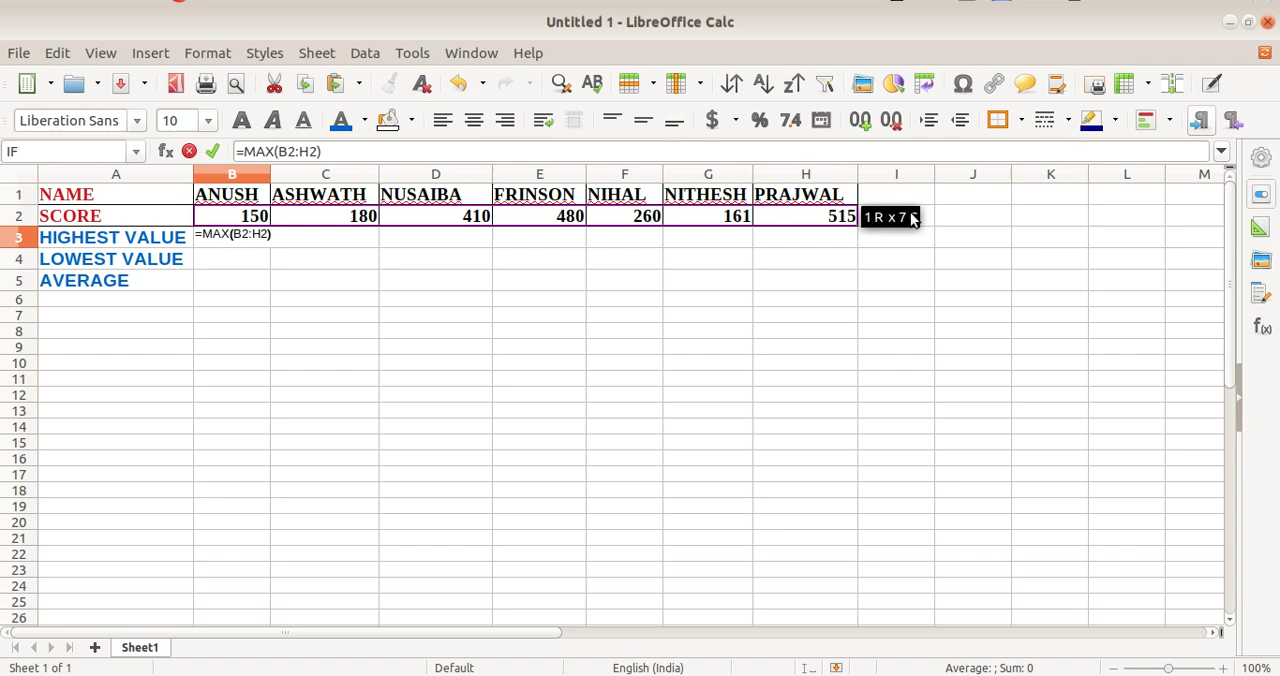 Untitled 1 - LibreOffice Calc
File Edit View Insert Format Styles Sheet Data Tools Window Help
Liberation Sans 10
IF =MAX(B2:H2)
A B C D E F G H I J K L M
1 NAME ANUSH ASHWATH NUSAIBA FRINSON NIHAL NITHESH PRAJWAL
2 SCORE 150 180 410 480 260 161 515 1 R x 7
3 HIGHEST VALUE =MAX(B2:H2)
4 LOWEST VALUE
5 AVERAGE
6
7
8
9
10
11
12
13
14
15
16
17
18
19
20
21
22
23
24
25
26
Sheet1
Sheet 1 of 1 Default English (India) Average: ; Sum: 0 100%